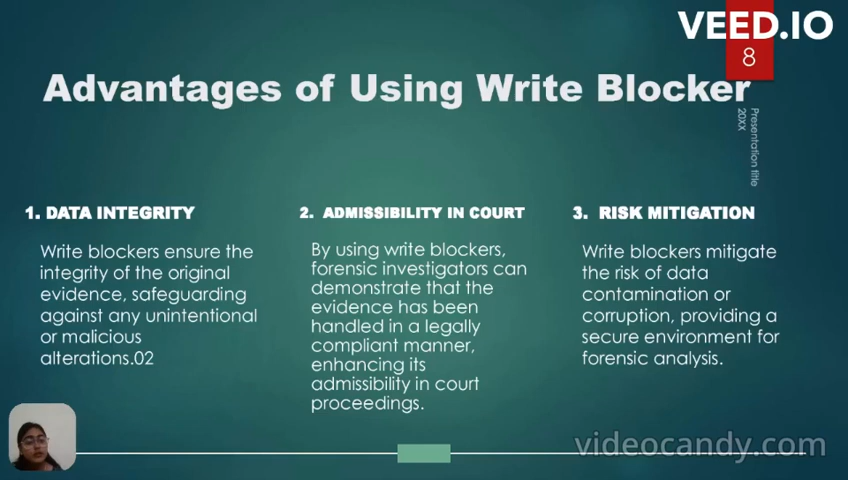 VEED.IO
8
Advantages of Using Write Blocker
Presentation title
20XX
1. DATA INTEGRITY
Write blockers ensure the
integrity of the original
evidence, safeguarding
against any unintentional
or malicious
alterations.02
2. ADMISSIBILITY IN COURT
By using write blockers,
forensic investigators can
demonstrate that the
evidence has been
handled in a legally
compliant manner,
enhancing its
admissibility in court
proceedings.
3. RISK MITIGATION
Write blockers mitigate
the risk of data
contamination or
corruption, providing a
secure environment for
forensic analysis.
videocandy.com